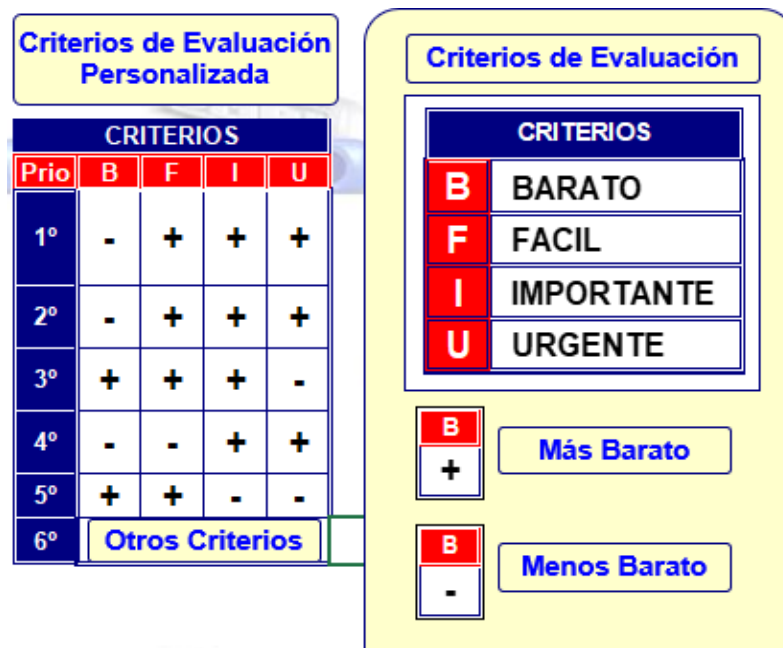 Criterios de Evaluación
Personalizada
CRITERIOS
Prio B F I U
1º - + + +
2º - + + +
3º + + + -
4º - - + +
5º + + - -
6º Otros Criterios
Criterios de Evaluación
CRITERIOS
B BARATO
F FACIL
I IMPORTANTE
U URGENTE
B
+
Más Barato
B
-
Menos Barato